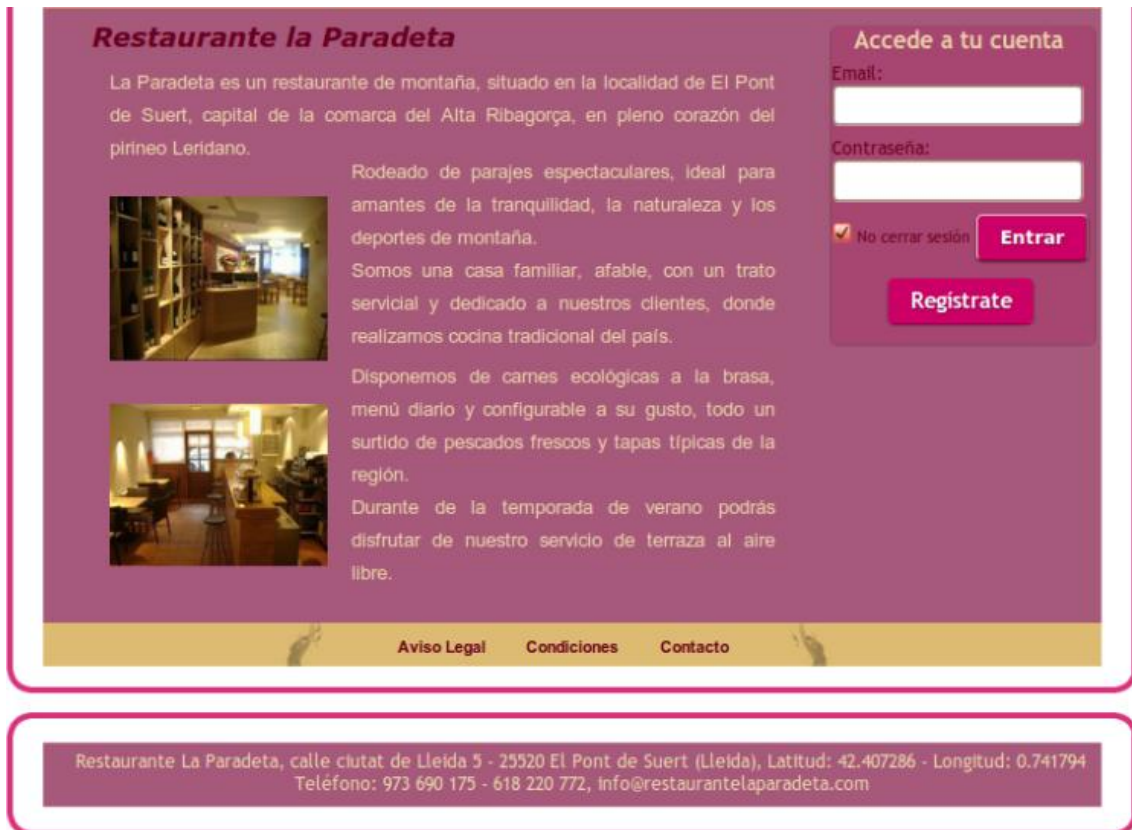 Restaurante la Paradeta
La Paradeta es un restaurante de montaña, situado en la localidad de El Pont
de Suert, capital de la comarca del Alta Ribagorça, en pleno corazón del
pirineo Leridano.
Rodeado de parajes espectaculares, ideal para
amantes de la tranquilidad, la naturaleza y los
deportes de montaña.
Somos una casa familiar, afable, con un trato
servicial y dedicado a nuestros clientes, donde
realizamos cocina tradicional del país.
Disponemos de carnes ecológicas a la brasa,
menú diario y configurable a su gusto, todo un
surtido de pescados frescos y tapas típicas de la
región.
Durante de la temporada de verano podrás
disfrutar de nuestro servicio de terraza al aire
libre.
Accede a tu cuenta
Email:
Contraseña:
No cerrar sesión
Entrar
Regístrate
Aviso Legal Condiciones Contacto
Restaurante La Paradeta, calle ciutat de Lleida 5 - 25520 El Pont de Suert (Lleida), Latitud: 42.407286 - Longitud: 0.741794
Teléfono: 973 690 175 - 618 220 772, info@restaurantelaparadeta.com